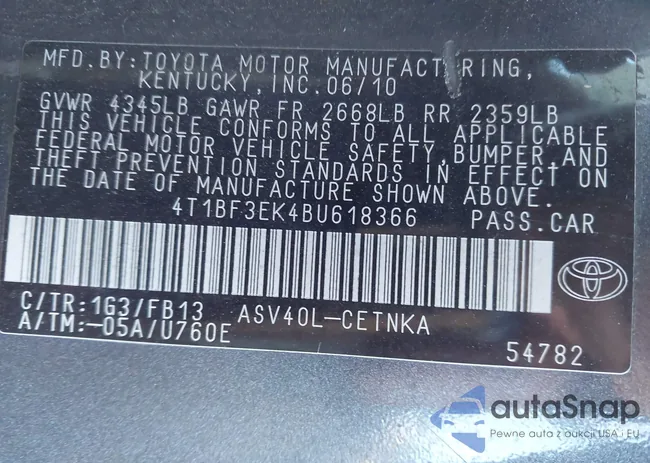 MFD. BY: TOYOTA MOTOR MANUFACTURING,
KENTUCKY, INC. 06/10
GVWR 4345LB GAWR FR 2668LB RR 2359LB
THIS VEHICLE CONFORMS TO ALL APPLICABLE
FEDERAL MOTOR VEHICLE SAFETY, BUMPER, AND
THEFT PREVENTION STANDARDS IN EFFECT ON
THE DATE OF MANUFACTURE SHOWN ABOVE.
4T1BF3EK4BU618366 PASS.CAR
C/TR: 1G3/FB13 ASV40L-CETNKA
A/TM: -05A/U760E
54782
autaSnap
Pewne auta z aukcji USA i EU